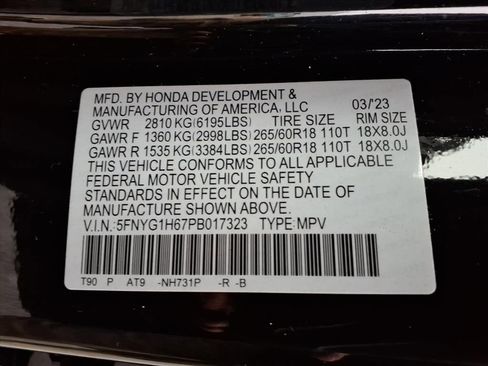 MFD. BY HONDA DEVELOPMENT &
MANUFACTURING OF AMERICA, LLC 03/'23
GVWR 2810 KG(6195LBS) TIRE SIZE RIM SIZE
GAWR F 1360 KG(2998LBS) 265/60R18 110T 18X8.0J
GAWR R 1535 KG(3384LBS) 265/60R18 110T 18X8.0J
THIS VEHICLE CONFORMS TO ALL APPLICABLE
FEDERAL MOTOR VEHICLE SAFETY
STANDARDS IN EFFECT ON THE DATE OF
MANUFACTURE SHOWN ABOVE.
V.I.N.:5FNYG1H67PB017323 TYPE:MPV
T90 P AT9 -NH731P -R -B